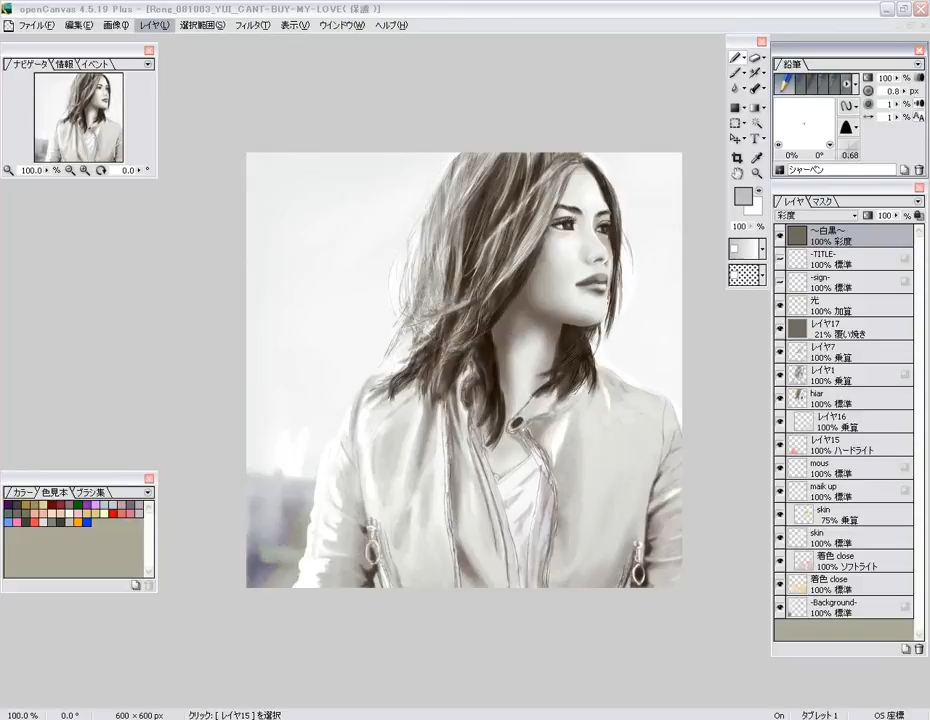 openCanvas 4.5.19 Plus - [Rong_081003_YUI_CANT-BUY-MY-LOVE( 保護 )]
ファイル(F) 編集(E) 画像(I) レイヤ(L) 選択範囲(S) フィルタ(T) 表示(V) ウインドウ(W) ヘルプ(H)
ナビゲータ 情報 イベント
100.0 % 0.0 °
鉛筆
100 %
0.8 px
1 %
1 %
0% 0° 0.68
シャーペン
レイヤ マスク
彩度 100 %
100 %
～白黒～
100% 彩度
-TITLE-
100% 標準
-sign-
100% 標準
光
100% 加算
レイヤ17
21% 覆い焼き
レイヤ7
100% 乗算
レイヤ1
100% 乗算
hiar
100% 標準
レイヤ16
100% 乗算
レイヤ15
100% ハードライト
mous
100% 標準
maik up
100% 標準
skin
75% 乗算
skin
100% 標準
着色 close
100% ソフトライト
着色 close
100% 標準
-Background-
100% 標準
カラー 色見本 ブラシ集
100.0 % 0.0 ° 600 × 600 px クリック: [ レイヤ15 ] を選択 On タブレット 1 OS 座標